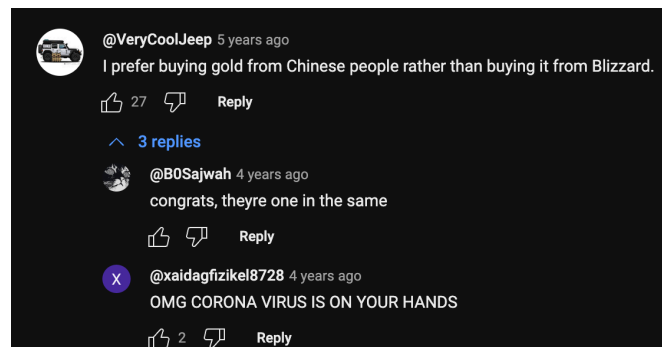 @VeryCoolJeep 5 years ago
I prefer buying gold from Chinese people rather than buying it from Blizzard.
27 Reply
3 replies
@B0Sajwah 4 years ago
congrats, theyre one in the same
Reply
X
@xaidagfizikel8728 4 years ago
OMG CORONA VIRUS IS ON YOUR HANDS
2 Reply